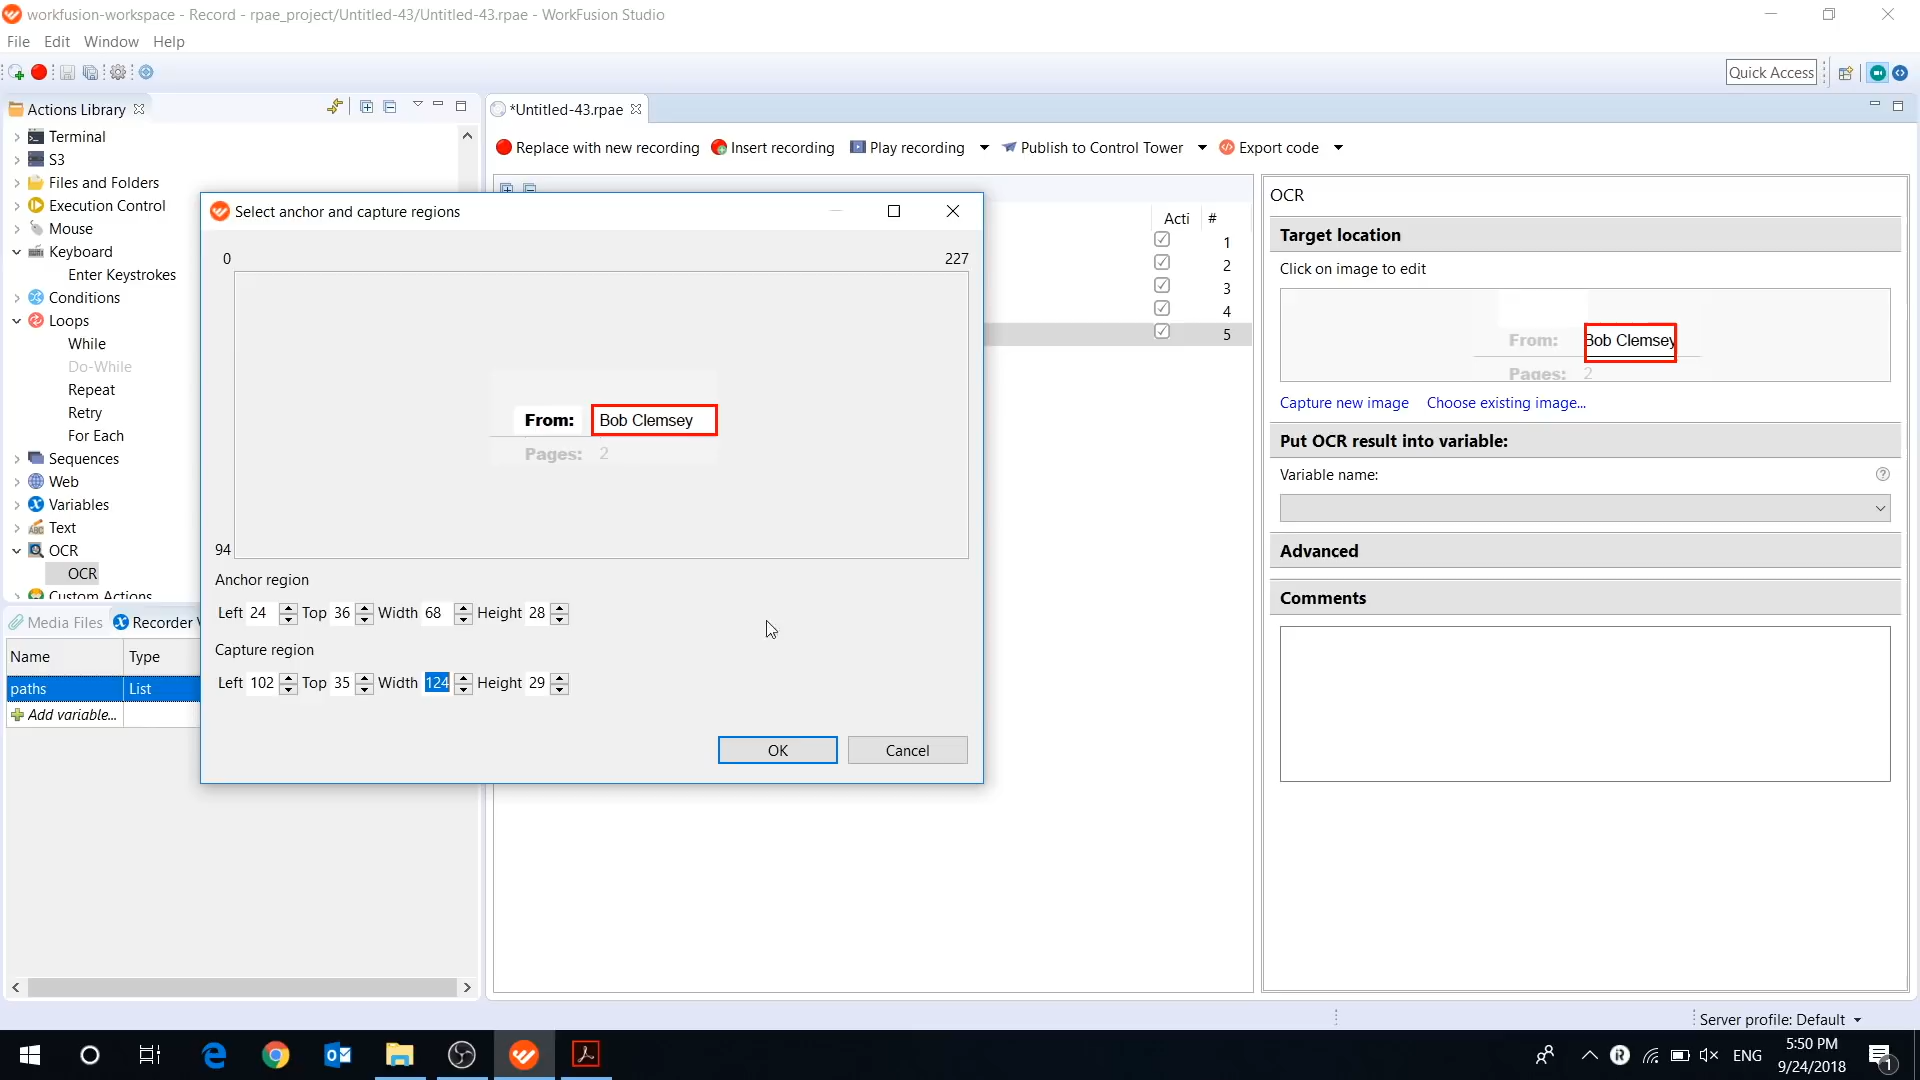 workfusion-workspace - Record - rpae_project/Untitled-43/Untitled-43.rpae - WorkFusion Studio
File Edit Window Help
Quick Access
Actions Library
*Untitled-43.rpae
Terminal
S3
Files and Folders
Execution Control
Mouse
Keyboard
Enter Keystrokes
Conditions
Loops
While
Do-While
Repeat
Retry
For Each
Sequences
Web
Variables
Text
OCR
OCR
Custom Actions
Replace with new recording Insert recording Play recording Publish to Control Tower Export code
Acti #
1
2
3
4
5
Select anchor and capture regions
0 227
From: Bob Clemsey
Pages: 2
94
Anchor region
Left 24 Top 36 Width 68 Height 28
Capture region
Left 102 Top 35 Width 124 Height 29
OK Cancel
OCR
Target location
Click on image to edit
From: Bob Clemsey
Pages: 2
Capture new image Choose existing image...
Put OCR result into variable:
Variable name:
Advanced
Comments
Media Files Recorder
Name Type
paths List
Add variable...
Server profile: Default
ENG
5:50 PM
9/24/2018
1